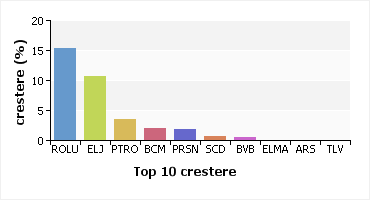 crestere (%)
20
15
10
5
0
ROLU ELJ PTRO BCM PRSN SCD BVB ELMA ARS TLV
Top 10 crestere